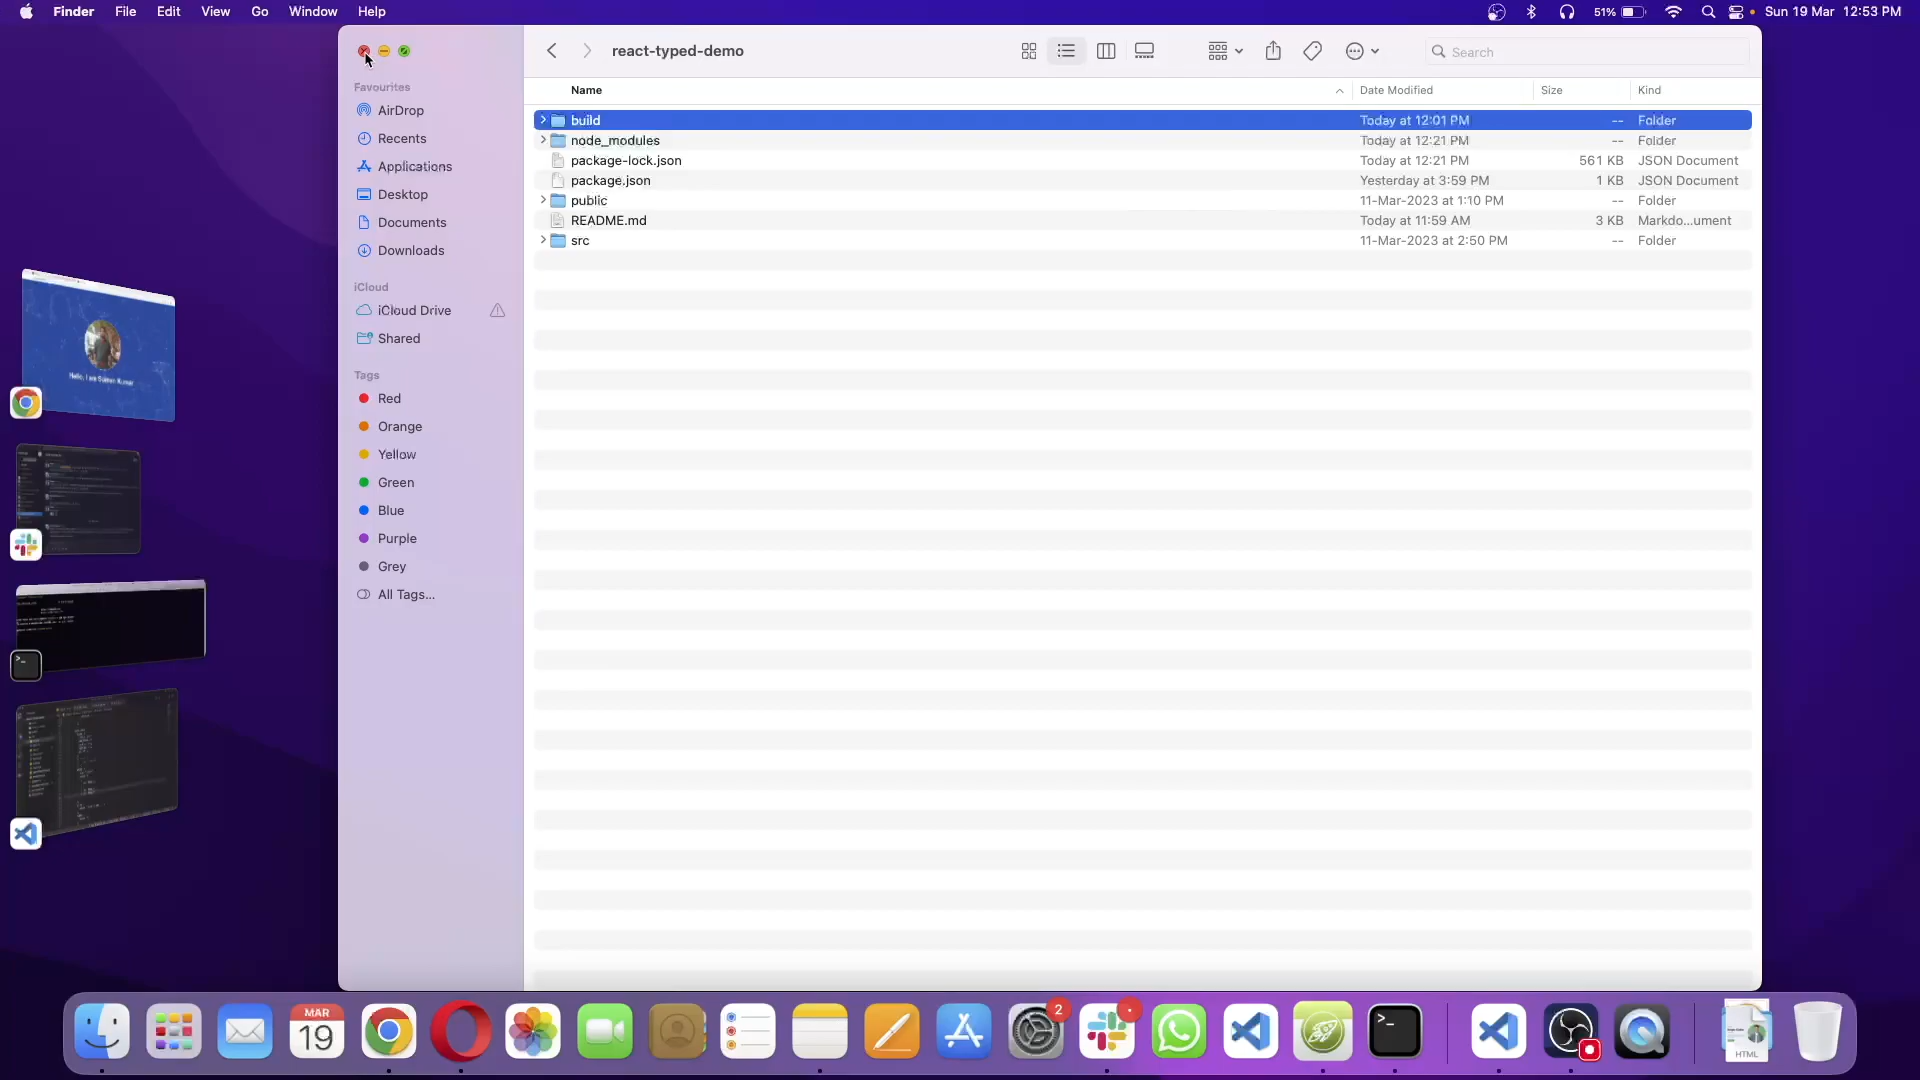 Finder File Edit View Go Window Help
51% Sun 19 Mar 12:53 PM
react-typed-demo
Search
Favourites
AirDrop
Recents
Applications
Desktop
Documents
Downloads
iCloud
iCloud Drive
Shared
Tags
Red
Orange
Yellow
Green
Blue
Purple
Grey
All Tags...
Name Date Modified Size Kind
build Today at 12:01 PM -- Folder
node_modules Today at 12:21 PM -- Folder
package-lock.json Today at 12:21 PM 561 KB JSON Document
package.json Yesterday at 3:59 PM 1 KB JSON Document
public 11-Mar-2023 at 1:10 PM -- Folder
README.md Today at 11:59 AM 3 KB Markdo...ument
src 11-Mar-2023 at 2:50 PM -- Folder
Hello, I am
MAR
19
2
HTML